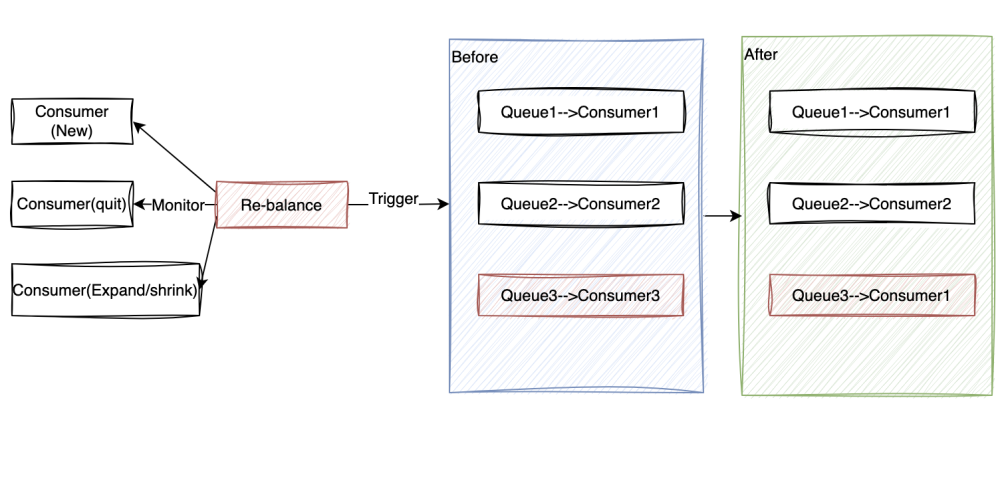 Consumer
(New)
Consumer(quit)
Consumer(Expand/shrink)
Monitor
Re-balance
Trigger
Before
Queue1-->Consumer1
Queue2-->Consumer2
Queue3-->Consumer3
After
Queue1-->Consumer1
Queue2-->Consumer2
Queue3-->Consumer1